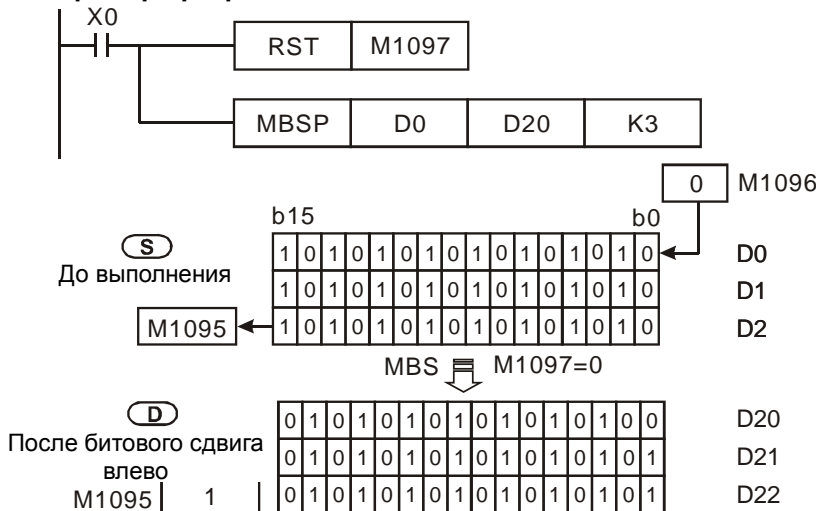 X0
RST M1097
MBSP D0 D20 K3
0 M1096
b15 b0
S
До выполнения
1 0 1 0 1 0 1 0 1 0 1 0 1 0 1 0 D0
1 0 1 0 1 0 1 0 1 0 1 0 1 0 1 0 D1
M1095 1 0 1 0 1 0 1 0 1 0 1 0 1 0 1 0 D2
MBS M1097=0
D
После битового сдвига
влево
0 1 0 1 0 1 0 1 0 1 0 1 0 1 0 0 D20
0 1 0 1 0 1 0 1 0 1 0 1 0 1 0 1 D21
M1095 1 0 1 0 1 0 1 0 1 0 1 0 1 0 1 0 1 D22